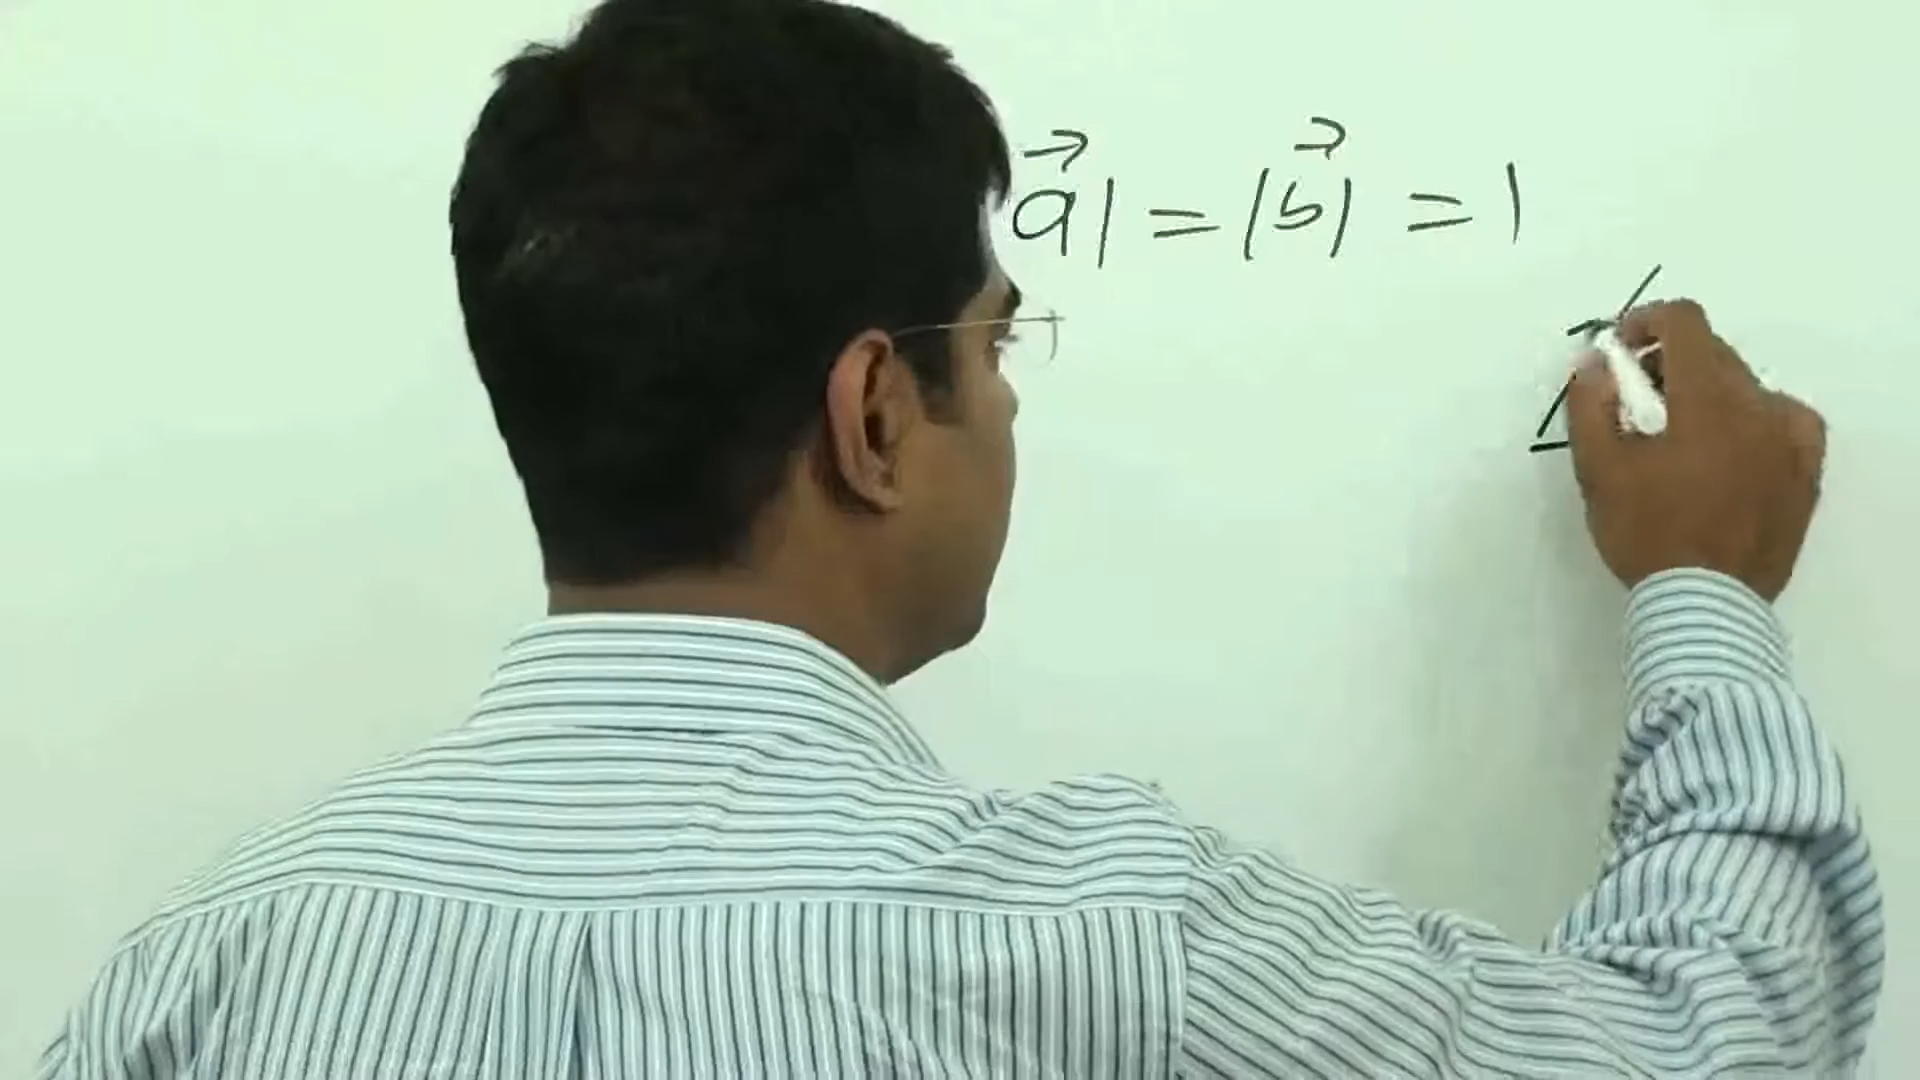 a⃗| = |b⃗| = 1